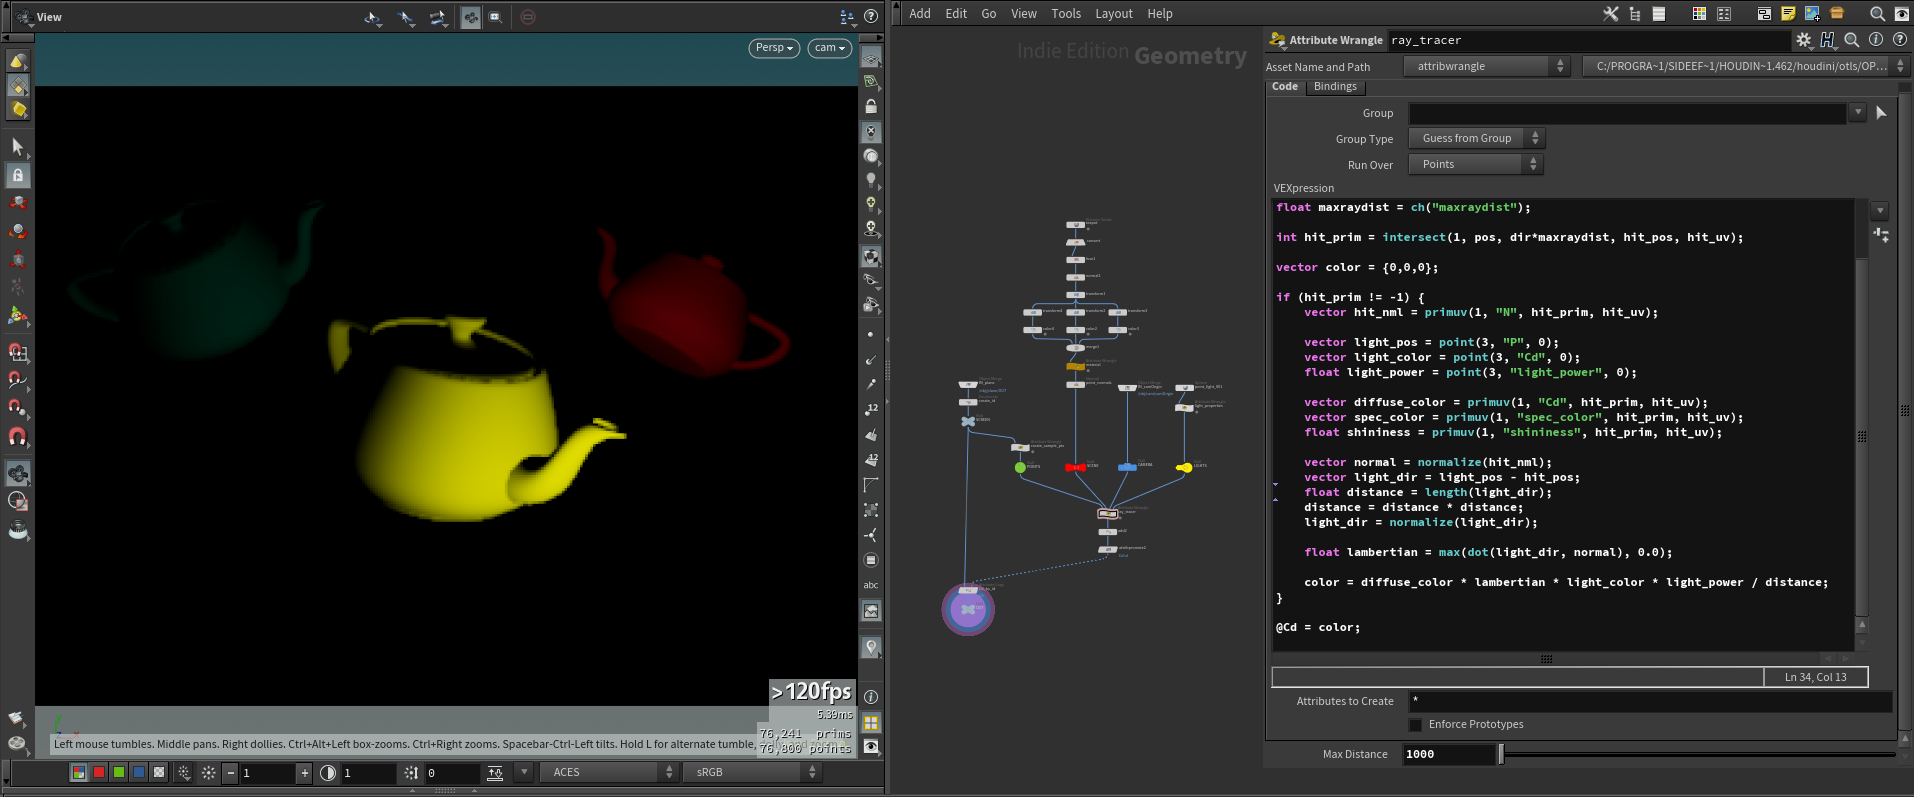 View
Persp
cam
>120fps
5.39ms
76,241 prims
76,800 points
Left mouse tumbles. Middle pans. Right dollies. Ctrl+Alt+Left box-zooms. Ctrl+Right zooms. Spacebar-Ctrl-Left tilts. Hold L for alternate tumble,
12
12
abc
1
1
0
ACES
sRGB
Add Edit Go View Tools Layout Help
Indie Edition Geometry
SCENE
CAMERA
LIGHTS
POINTS
Attribute Wrangle ray_tracer
Asset Name and Path attribwrangle C:/PROGRA~1/SIDEEF~1/HOUDIN~1.462/houdini/otls/OP...
Code Bindings
Group
Group Type Guess from Group
Run Over Points
VEXpression
float maxraydist = ch("maxraydist");
int hit_prim = intersect(1, pos, dir*maxraydist, hit_pos, hit_uv);
vector color = {0,0,0};
if (hit_prim != -1) {
vector hit_nml = primuv(1, "N", hit_prim, hit_uv);
vector light_pos = point(3, "P", 0);
vector light_color = point(3, "Cd", 0);
float light_power = point(3, "light_power", 0);
vector diffuse_color = primuv(1, "Cd", hit_prim, hit_uv);
vector spec_color = primuv(1, "spec_color", hit_prim, hit_uv);
float shininess = primuv(1, "shininess", hit_prim, hit_uv);
vector normal = normalize(hit_nml);
vector light_dir = light_pos - hit_pos;
float distance = length(light_dir);
distance = distance * distance;
light_dir = normalize(light_dir);
float lambertian = max(dot(light_dir, normal), 0.0);
color = diffuse_color * lambertian * light_color * light_power / distance;
}
@Cd = color;
Ln 34, Col 13
Attributes to Create *
Enforce Prototypes
Max Distance 1000